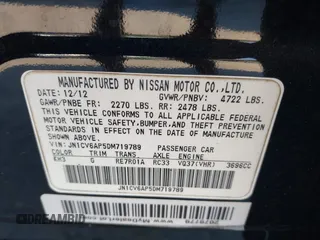 MANUFACTURED BY NISSAN MOTOR CO.,LTD.
12/12 GVWR/PNBV: 4722 LBS.
GAWR/PNBE FR: 2270 LBS. RR: 2478 LBS.
THIS VEHICLE CONFORMS TO ALL APPLICABLE FEDERAL
MOTOR VEHICLE SAFETY,BUMPER,AND THEFT PREVENTION
STANDARDS IN EFFECT ON THE DATE OF MANUFACTURE
SHOWN ABOVE.
VIN: JN1CV6AP5DM719789 PASSENGER CAR
COLOR TRIM TRANS AXLE ENGINE
KH3 G RE7R01A RC33 VQ37(VHR) 3696CC
JN1CV6AP5DM719789